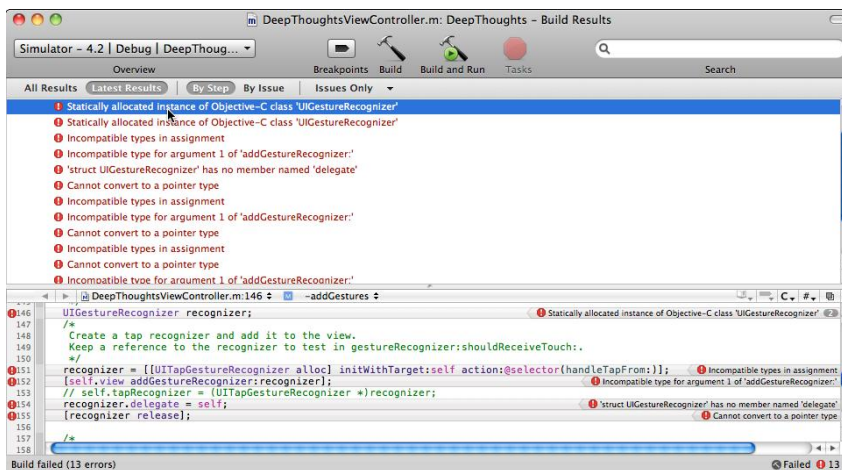 DeepThoughtsViewController.m: DeepThoughts – Build Results
Simulator – 4.2 | Debug | DeepThoug...
Overview Breakpoints Build Build and Run Tasks Search
All Results Latest Results By Step By Issue Issues Only
Statically allocated instance of Objective-C class 'UIGestureRecognizer'
Statically allocated instance of Objective-C class 'UIGestureRecognizer'
Incompatible types in assignment
Incompatible type for argument 1 of 'addGestureRecognizer:'
'struct UIGestureRecognizer' has no member named 'delegate'
Cannot convert to a pointer type
Incompatible types in assignment
Incompatible type for argument 1 of 'addGestureRecognizer:'
Cannot convert to a pointer type
Incompatible types in assignment
Cannot convert to a pointer type
Incompatible type for argument 1 of 'addGestureRecognizer:'
DeepThoughtsViewController.m:146 M -addGestures C #
146 UIGestureRecognizer recognizer; Statically allocated instance of Objective-C class 'UIGestureRecognizer' 2
147 /*
148 Create a tap recognizer and add it to the view.
149 Keep a reference to the recognizer to test in gestureRecognizer:shouldReceiveTouch:.
150 */
151 recognizer = [[UITapGestureRecognizer alloc] initWithTarget:self action:@selector(handleTapFrom:)]; Incompatible types in assignment
152 [self.view addGestureRecognizer:recognizer]; Incompatible type for argument 1 of 'addGestureRecognizer:'
153 // self.tapRecognizer = (UITapGestureRecognizer *)recognizer;
154 recognizer.delegate = self; 'struct UIGestureRecognizer' has no member named 'delegate'
155 [recognizer release]; Cannot convert to a pointer type
156
157 /*
158
Build failed (13 errors) Failed 13